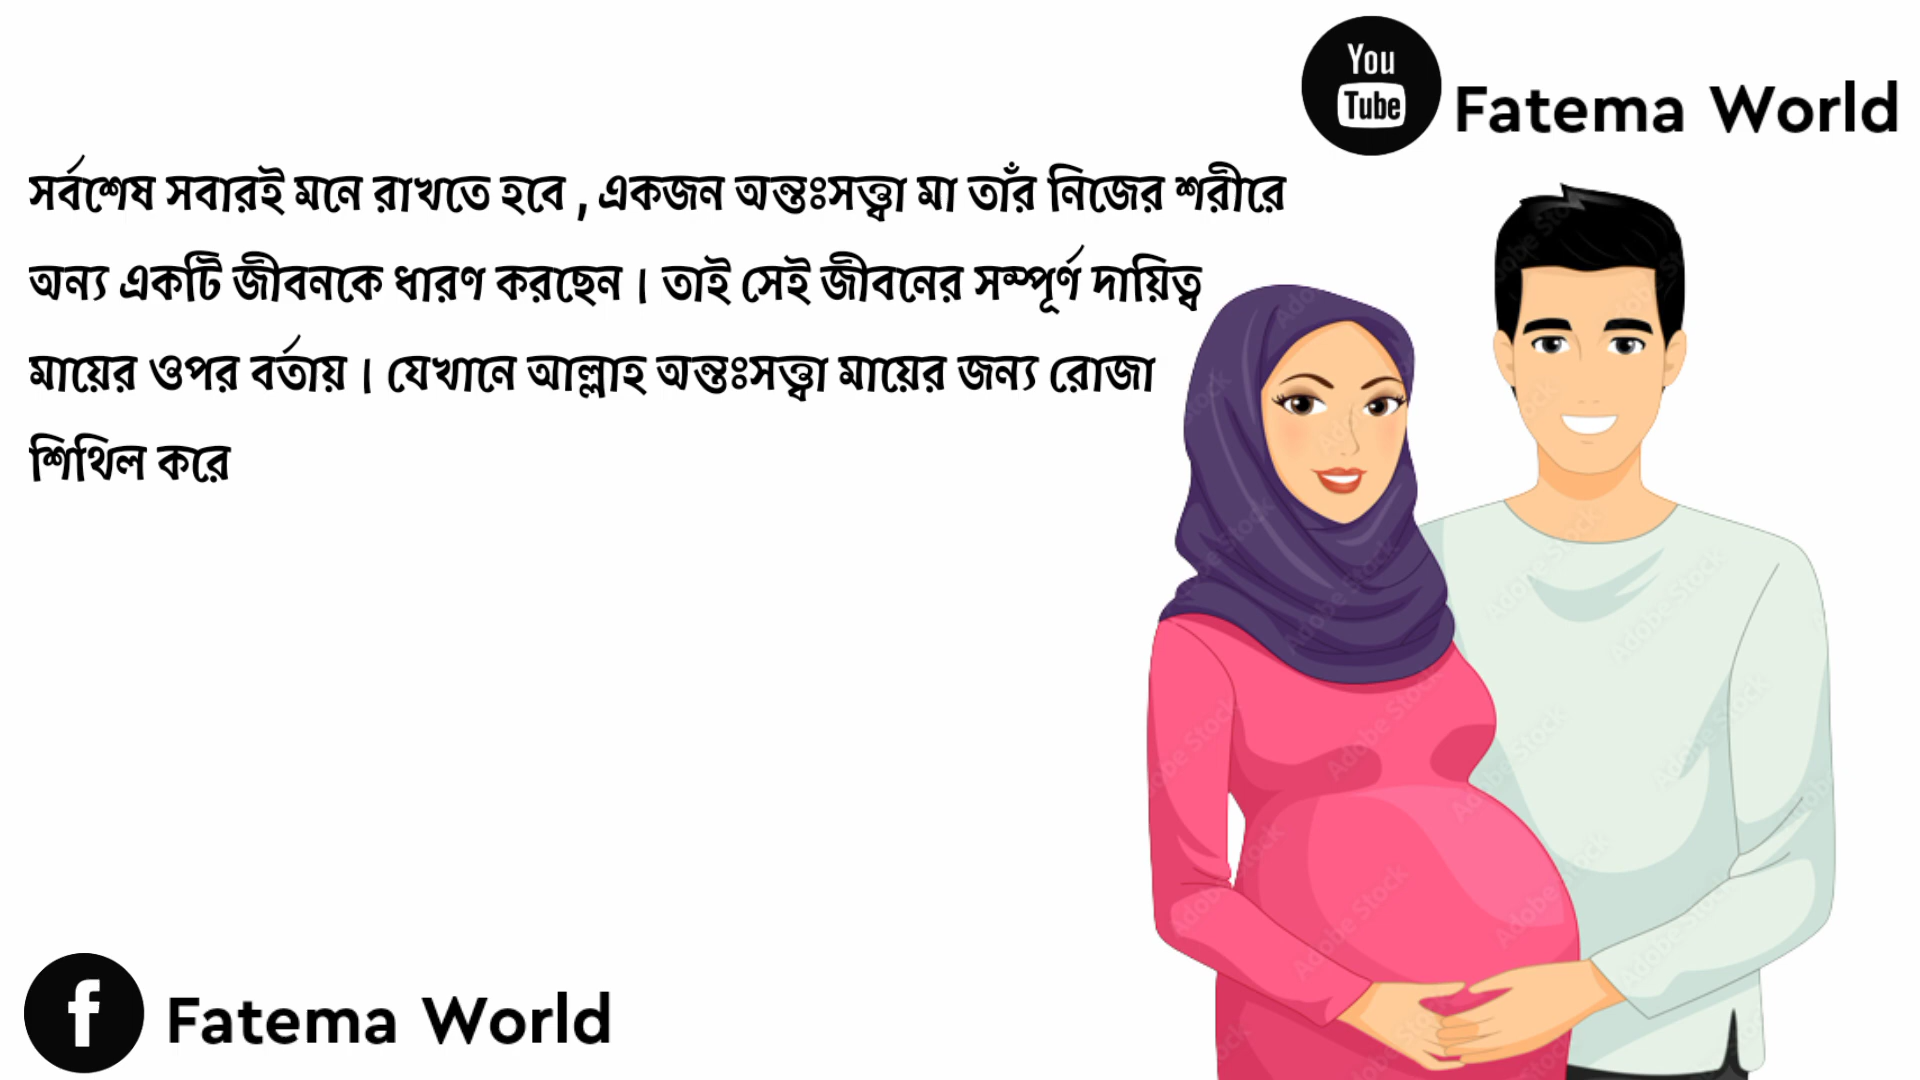 You
Tube
Fatema World
সর্বশেষ সবারই মনে রাখতে হবে , একজন অন্তঃসত্ত্বা মা তাঁর নিজের শরীরে
অন্য একটি জীবনকে ধারণ করছেন । তাই সেই জীবনের সম্পূর্ণ দায়িত্ব
মায়ের ওপর বর্তায় । যেখানে আল্লাহ অন্তঃসত্ত্বা মায়ের জন্য রোজা
শিথিল করে
f Fatema World